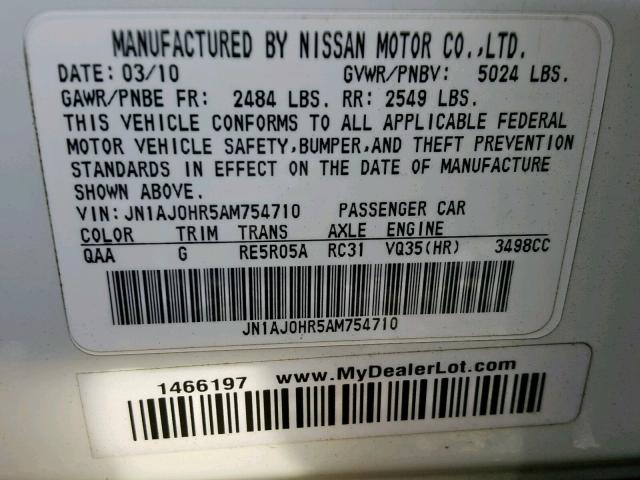 MANUFACTURED BY NISSAN MOTOR CO.,LTD.
DATE: 03/10 GVWR/PNBV: 5024 LBS.
GAWR/PNBE FR: 2484 LBS. RR: 2549 LBS.
THIS VEHICLE CONFORMS TO ALL APPLICABLE FEDERAL
MOTOR VEHICLE SAFETY,BUMPER,AND THEFT PREVENTION
STANDARDS IN EFFECT ON THE DATE OF MANUFACTURE
SHOWN ABOVE.
VIN: JN1AJ0HR5AM754710 PASSENGER CAR
COLOR TRIM TRANS AXLE ENGINE
QAA G RE5R05A RC31 VQ35(HR) 3498CC
JN1AJ0HR5AM754710
1466197 www.MyDealerLot.com